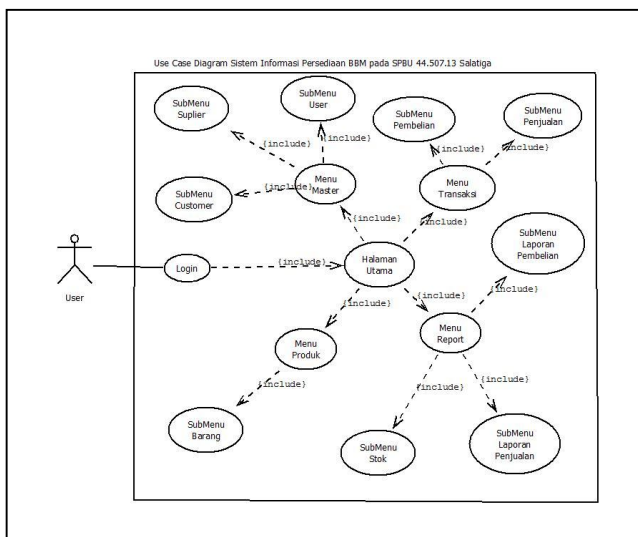 Use Case Diagram Sistem Informasi Persediaan BBM pada SPBU 44.507.13 Salatiga
SubMenu
Suplier
SubMenu
User
SubMenu
Pembelian
SubMenu
Penjualan
{include}
{include}
{include}
{include}
SubMenu
Customer
{include}
Menu
Master
Menu
Transaksi
{include}
{include}
SubMenu
Laporan
Pembelian
User
Login
{include}
Halaman
Utama
{include}
{include}
{include}
Menu
Produk
Menu
Report
{include}
{include}
{include}
SubMenu
Barang
SubMenu
Stok
SubMenu
Laporan
Penjualan